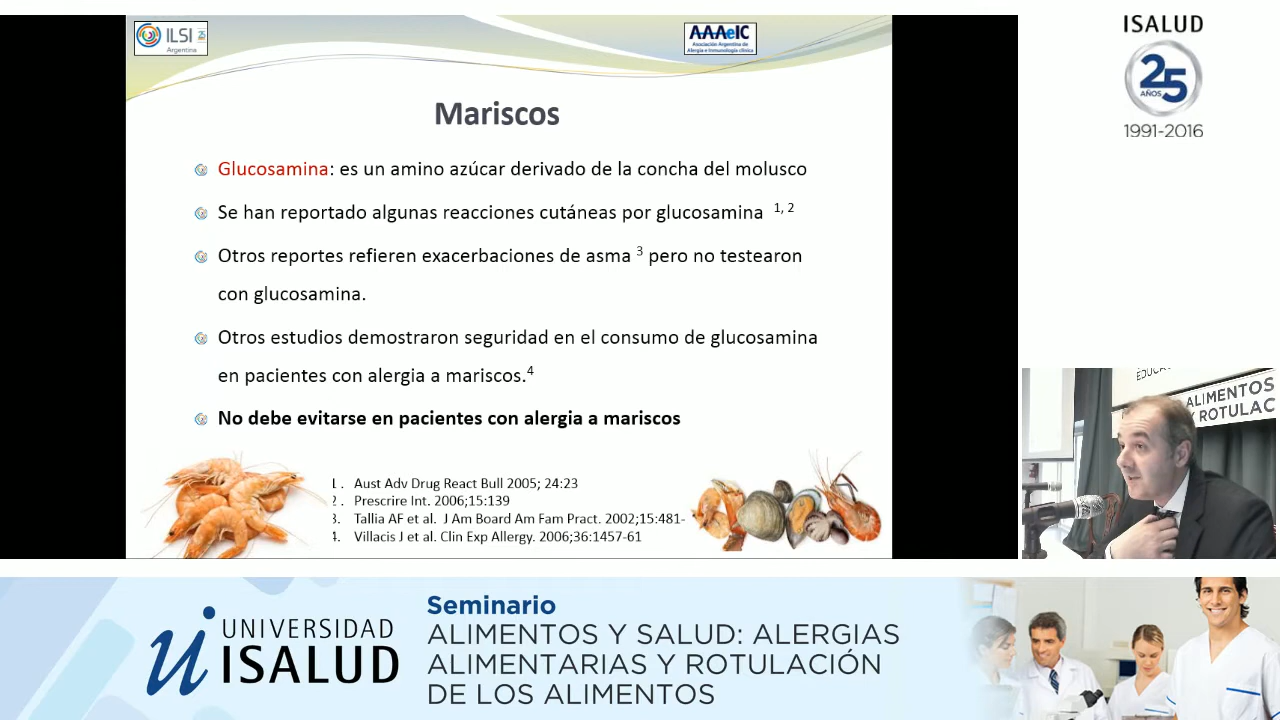 ILSI
Argentina
AAAeIC
Asociación Argentina de
Alergia e Inmunología Clínica
ISALUD
25
AÑOS
1991-2016
Mariscos
Glucosamina: es un amino azúcar derivado de la concha del molusco
Se han reportado algunas reacciones cutáneas por glucosamina 1, 2
Otros reportes refieren exacerbaciones de asma 3 pero no testearon
con glucosamina.
Otros estudios demostraron seguridad en el consumo de glucosamina
en pacientes con alergia a mariscos.4
No debe evitarse en pacientes con alergia a mariscos
1. Aust Adv Drug React Bull 2005; 24:23
2. Prescrire Int. 2006;15:139
3. Tallia AF et al. J Am Board Am Fam Pract. 2002;15:481-
4. Villacis J et al. Clin Exp Allergy. 2006;36:1457-61
EDUCA
ALIMENTOS
Y ROTULAC
UNIVERSIDAD
ISALUD
Seminario
ALIMENTOS Y SALUD: ALERGIAS
ALIMENTARIAS Y ROTULACIÓN
DE LOS ALIMENTOS